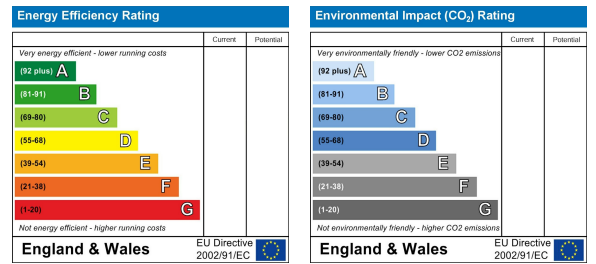 Energy Efficiency Rating
Current Potential
Very energy efficient - lower running costs
(92 plus) A
(81-91) B
(69-80) C
(55-68) D
(39-54) E
(21-38) F
(1-20) G
Not energy efficient - higher running costs
England & Wales
EU Directive
2002/91/EC
Environmental Impact (CO2) Rating
Current Potential
Very environmentally friendly - lower CO2 emissions
(92 plus) A
(81-91) B
(69-80) C
(55-68) D
(39-54) E
(21-38) F
(1-20) G
Not environmentally friendly - higher CO2 emissions
England & Wales
EU Directive
2002/91/EC